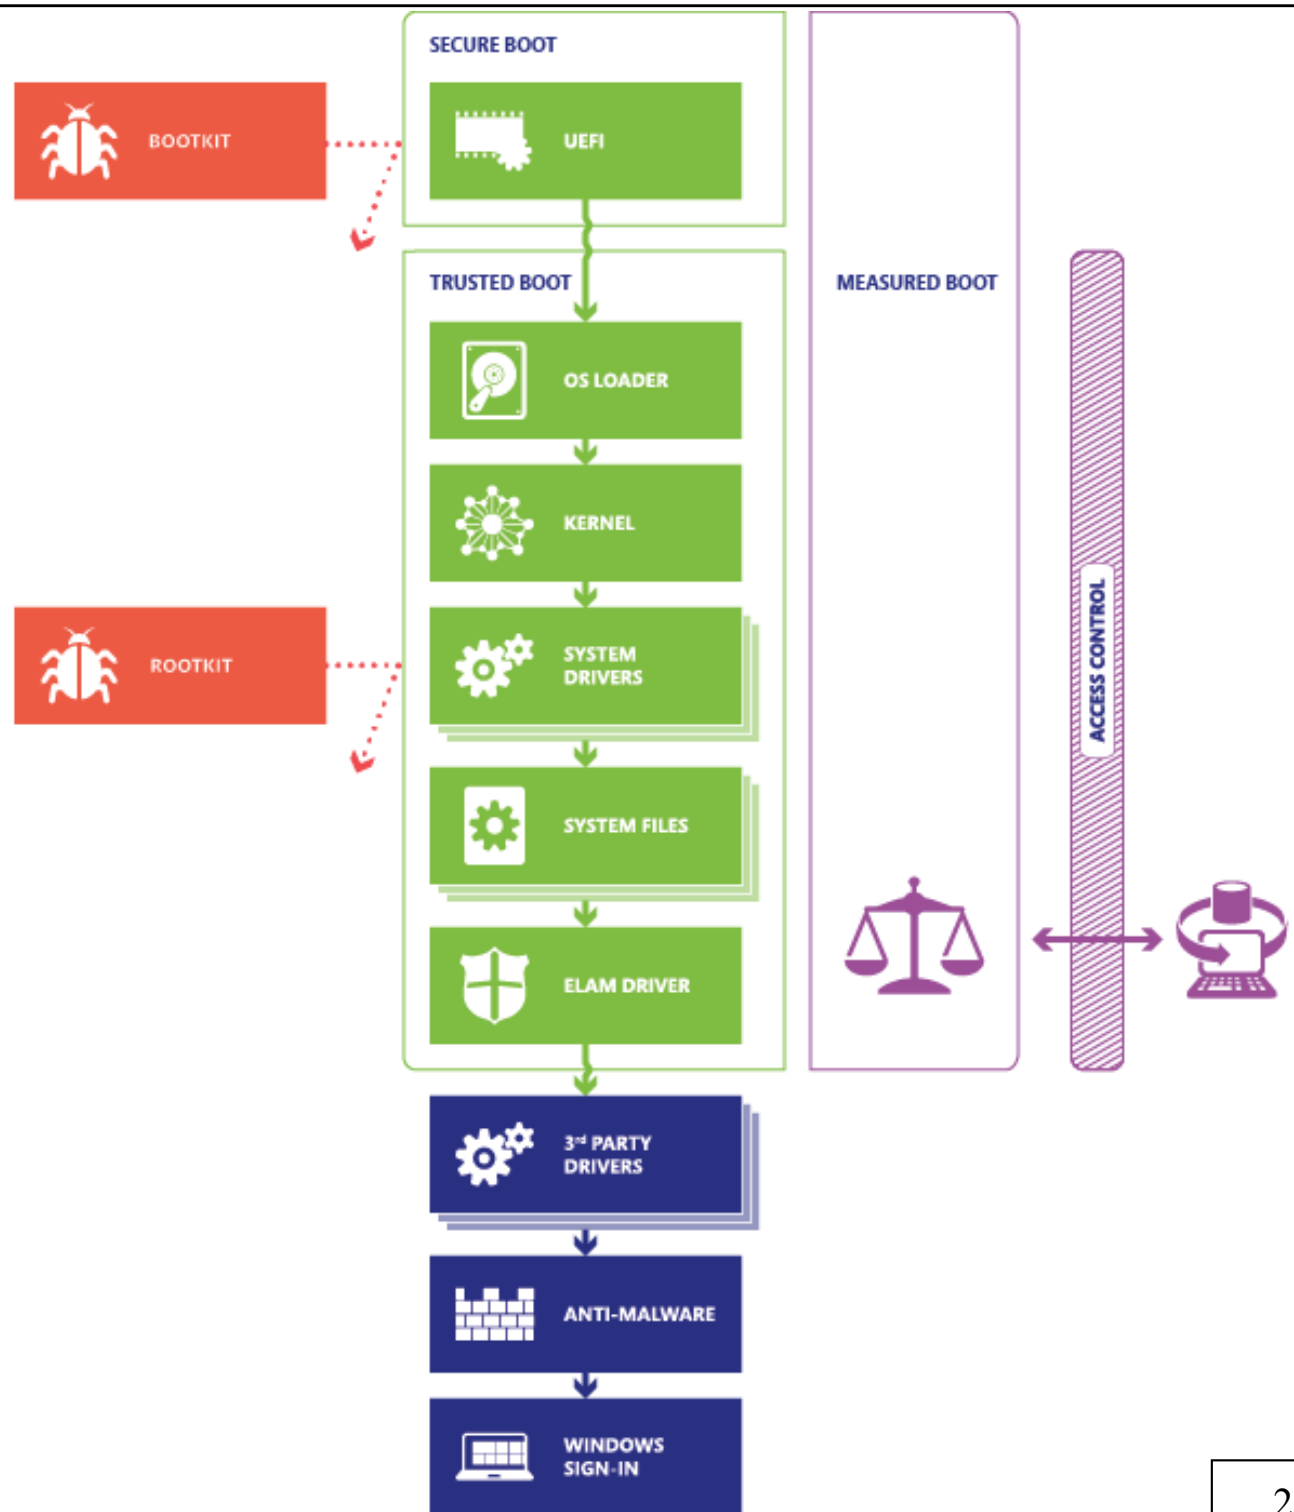 SECURE BOOT
BOOTKIT
UEFI
TRUSTED BOOT
MEASURED BOOT
OS LOADER
KERNEL
ROOTKIT
SYSTEM
DRIVERS
ACCESS CONTROL
SYSTEM FILES
ELAM DRIVER
3rd PARTY
DRIVERS
ANTI-MALWARE
WINDOWS
SIGN-IN